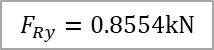 F_{Ry} = 0.8554kN